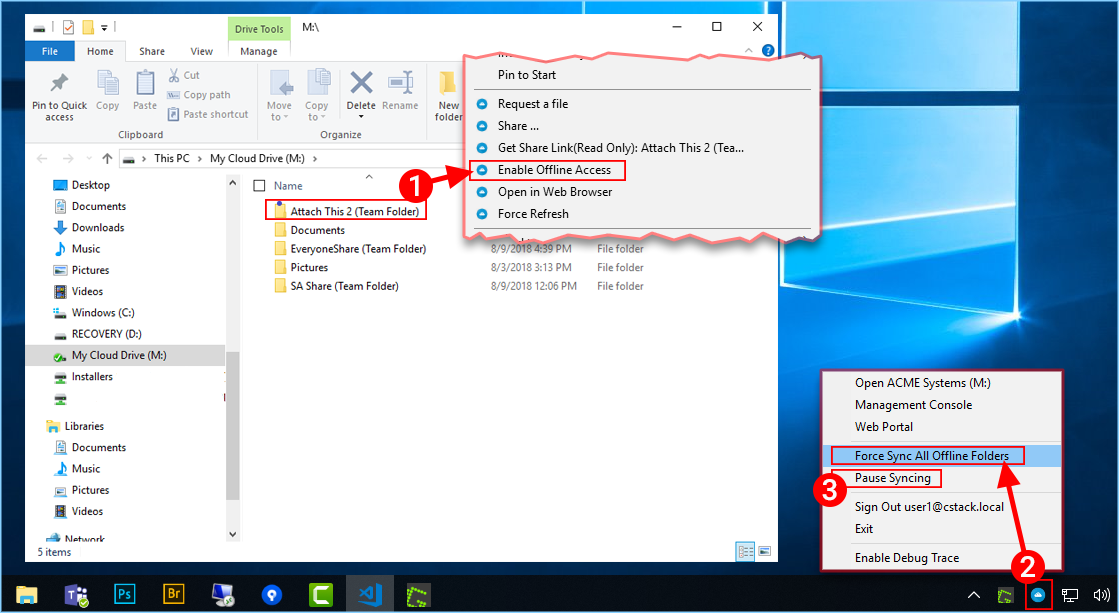 Drive Tools M:\
File Home Share View Manage
Pin to Quick access
Copy
Paste
Cut
Copy path
Paste shortcut
Clipboard
Move to
Copy to
Delete
Rename
Organize
New folder
This PC > My Cloud Drive (M:) >
Desktop
Documents
Downloads
Music
Pictures
Videos
Windows (C:)
RECOVERY (D:)
My Cloud Drive (M:)
Installers
Libraries
Documents
Music
Pictures
Videos
Network
5 items
Name
Attach This 2 (Team Folder)
Documents
EveryoneShare (Team Folder) 8/9/2018 4:39 PM File folder
Pictures 8/3/2018 3:13 PM File folder
SA Share (Team Folder) 8/9/2018 12:06 PM File folder
Pin to Start
Request a file
Share ...
Get Share Link(Read Only): Attach This 2 (Tea...
1
Enable Offline Access
Open in Web Browser
Force Refresh
Open ACME Systems (M:)
Management Console
Web Portal
Force Sync All Offline Folders
3
Pause Syncing
Sign Out user1@cstack.local
Exit
Enable Debug Trace
2
Ps
Br